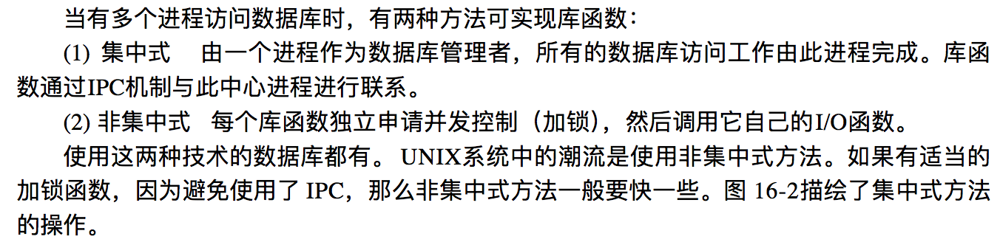 当有多个进程访问数据库时，有两种方法可实现库函数：
(1) 集中式 由一个进程作为数据库管理者，所有的数据库访问工作由此进程完成。库函
数通过IPC机制与此中心进程进行联系。
(2) 非集中式 每个库函数独立申请并发控制（加锁），然后调用它自己的I/O函数。
使用这两种技术的数据库都有。UNIX系统中的潮流是使用非集中式方法。如果有适当的
加锁函数，因为避免使用了 IPC，那么非集中式方法一般要快一些。图 16-2描绘了集中式方法
的操作。